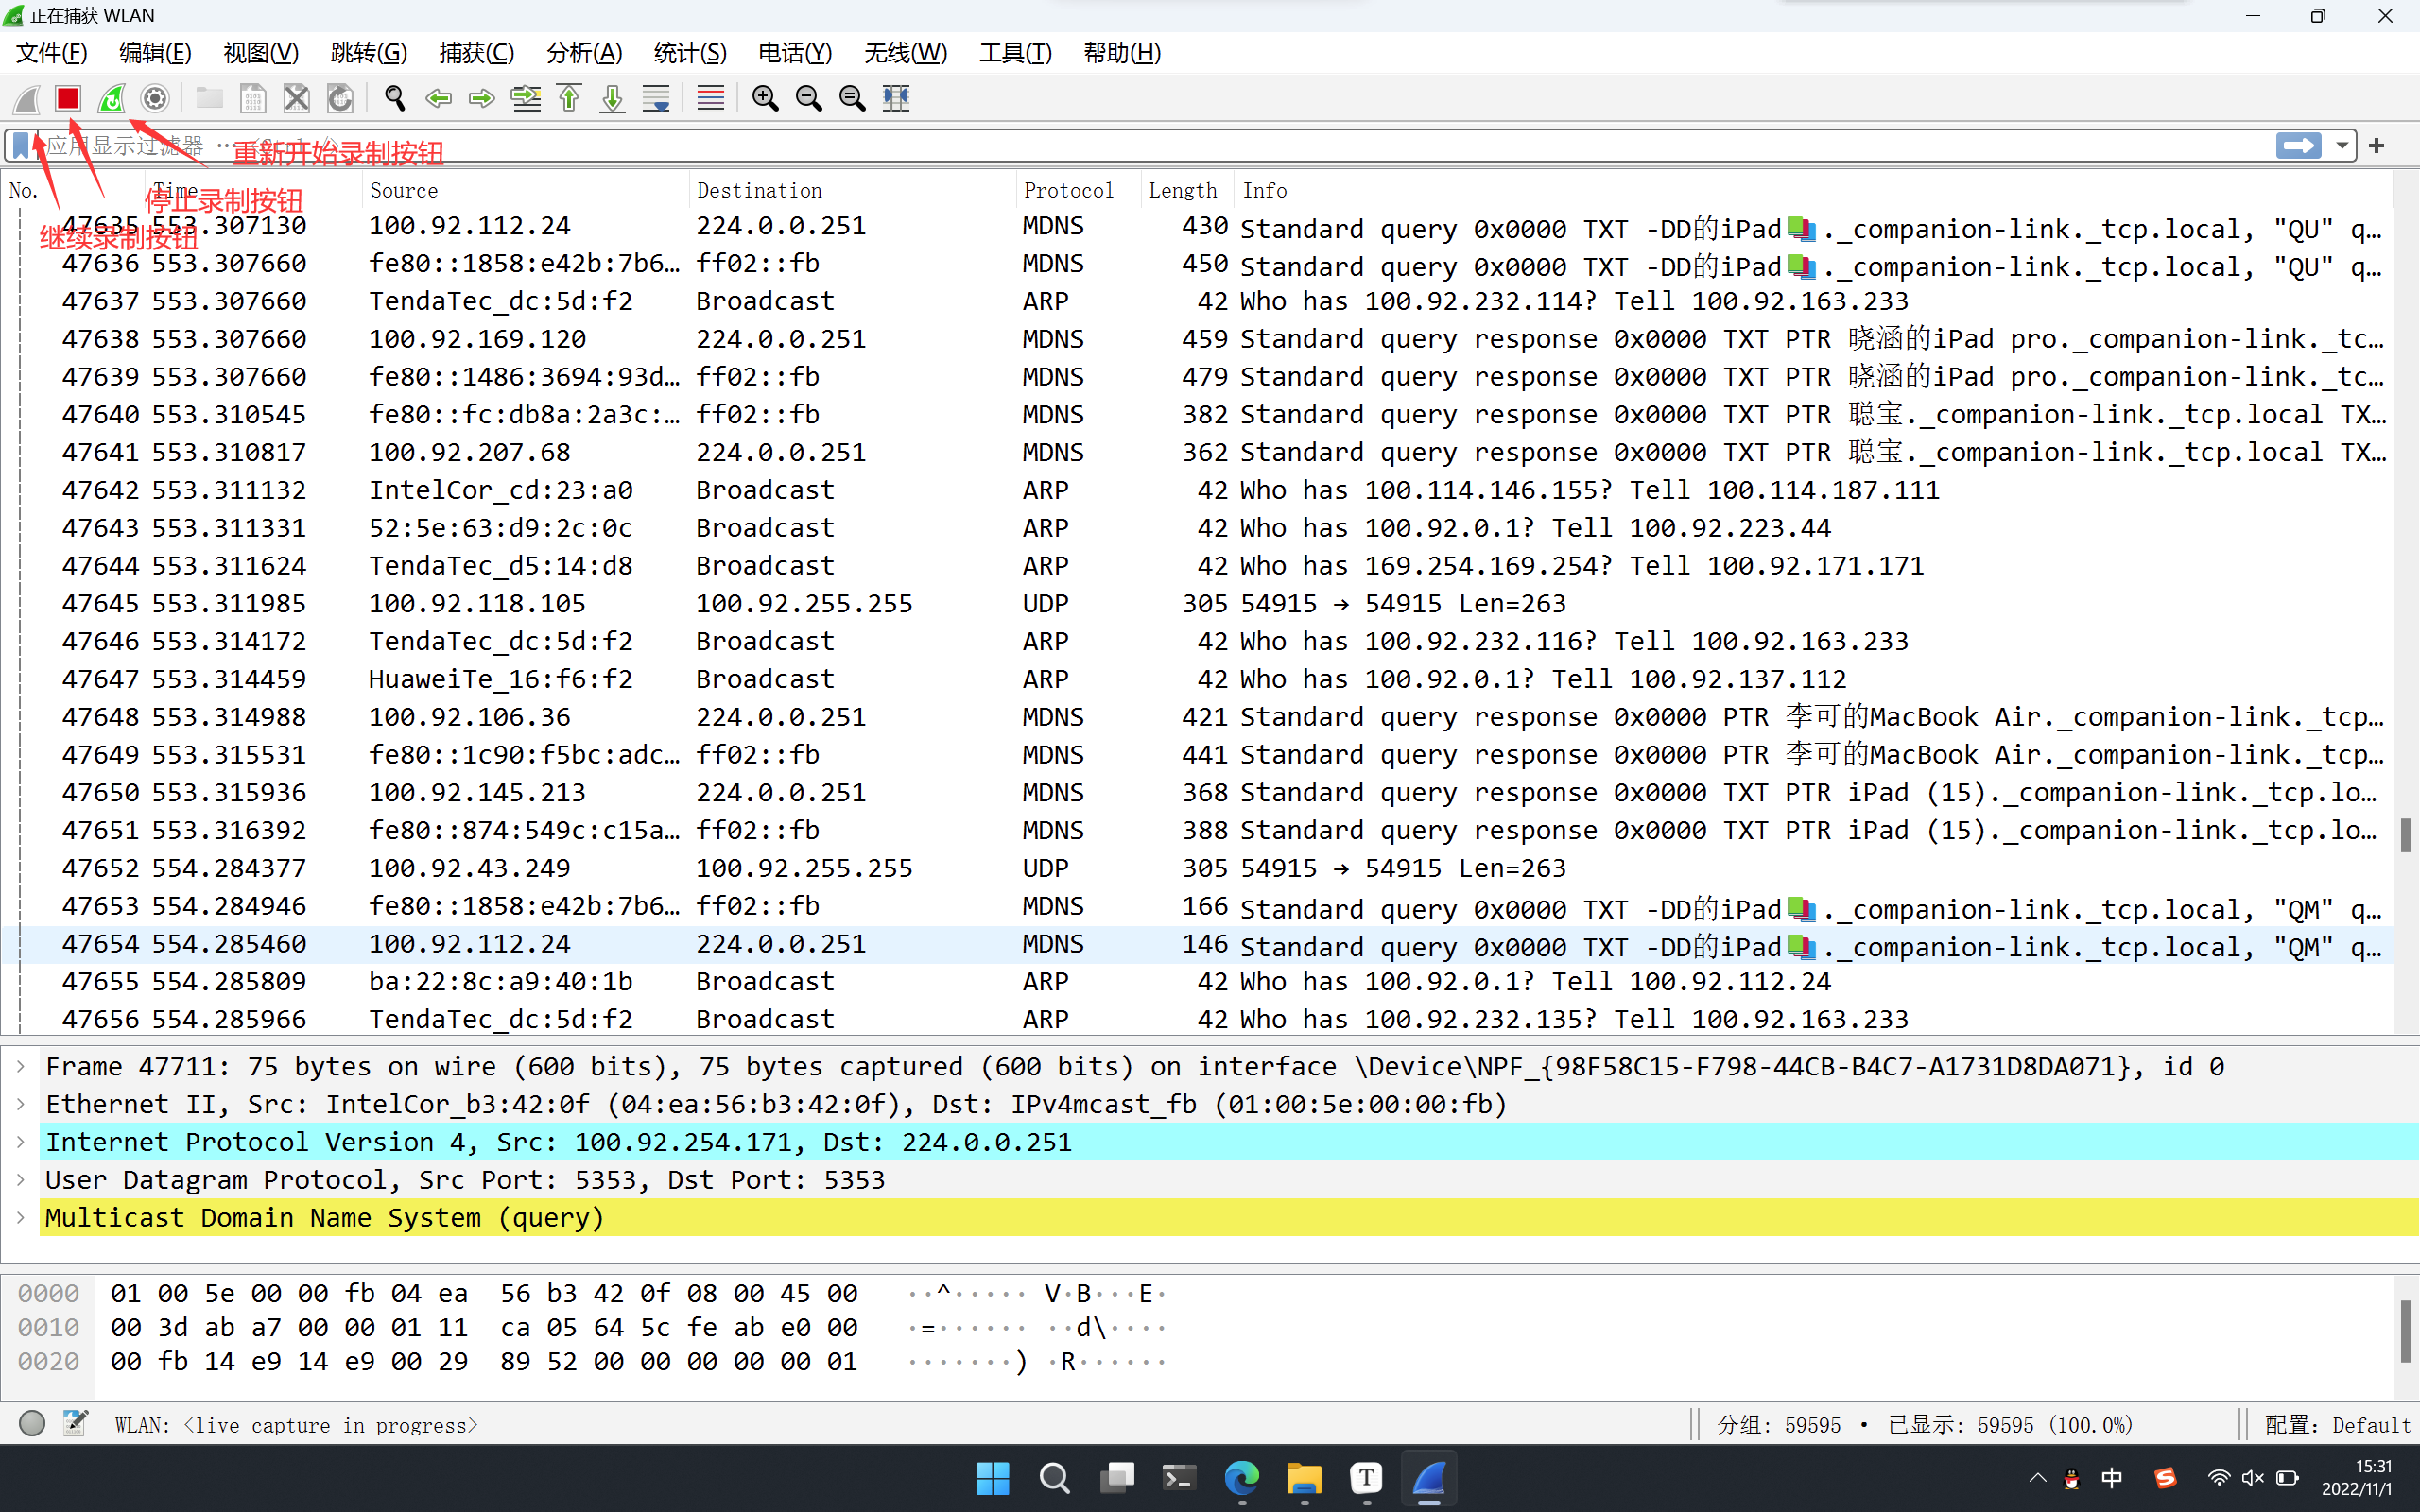 正在捕获 WLAN
文件(F) 编辑(E) 视图(V) 跳转(G) 捕获(C) 分析(A) 统计(S) 电话(Y) 无线(W) 工具(T) 帮助(H)
应用显示过滤器 …
重新开始录制按钮
停止录制按钮
继续录制按钮
No. Time Source Destination Protocol Length Info
47635 553.307130 100.92.112.24 224.0.0.251 MDNS 430 Standard query 0x0000 TXT -DD的iPad📚._companion-link._tcp.local, "QU" q…
47636 553.307660 fe80::1858:e42b:7b6… ff02::fb MDNS 450 Standard query 0x0000 TXT -DD的iPad📚._companion-link._tcp.local, "QU" q…
47637 553.307660 TendaTec_dc:5d:f2 Broadcast ARP 42 Who has 100.92.232.114? Tell 100.92.163.233
47638 553.307660 100.92.169.120 224.0.0.251 MDNS 459 Standard query response 0x0000 TXT PTR 晓涵的iPad pro._companion-link._tc…
47639 553.307660 fe80::1486:3694:93d… ff02::fb MDNS 479 Standard query response 0x0000 TXT PTR 晓涵的iPad pro._companion-link._tc…
47640 553.310545 fe80::fc:db8a:2a3c:… ff02::fb MDNS 382 Standard query response 0x0000 TXT PTR 聪宝._companion-link._tcp.local TX…
47641 553.310817 100.92.207.68 224.0.0.251 MDNS 362 Standard query response 0x0000 TXT PTR 聪宝._companion-link._tcp.local TX…
47642 553.311132 IntelCor_cd:23:a0 Broadcast ARP 42 Who has 100.114.146.155? Tell 100.114.187.111
47643 553.311331 52:5e:63:d9:2c:0c Broadcast ARP 42 Who has 100.92.0.1? Tell 100.92.223.44
47644 553.311624 TendaTec_d5:14:d8 Broadcast ARP 42 Who has 169.254.169.254? Tell 100.92.171.171
47645 553.311985 100.92.118.105 100.92.255.255 UDP 305 54915 → 54915 Len=263
47646 553.314172 TendaTec_dc:5d:f2 Broadcast ARP 42 Who has 100.92.232.116? Tell 100.92.163.233
47647 553.314459 HuaweiTe_16:f6:f2 Broadcast ARP 42 Who has 100.92.0.1? Tell 100.92.137.112
47648 553.314988 100.92.106.36 224.0.0.251 MDNS 421 Standard query response 0x0000 PTR 李可的MacBook Air._companion-link._tcp…
47649 553.315531 fe80::1c90:f5bc:adc… ff02::fb MDNS 441 Standard query response 0x0000 PTR 李可的MacBook Air._companion-link._tcp…
47650 553.315936 100.92.145.213 224.0.0.251 MDNS 368 Standard query response 0x0000 TXT PTR iPad (15)._companion-link._tcp.lo…
47651 553.316392 fe80::874:549c:c15a… ff02::fb MDNS 388 Standard query response 0x0000 TXT PTR iPad (15)._companion-link._tcp.lo…
47652 554.284377 100.92.43.249 100.92.255.255 UDP 305 54915 → 54915 Len=263
47653 554.284946 fe80::1858:e42b:7b6… ff02::fb MDNS 166 Standard query 0x0000 TXT -DD的iPad📚._companion-link._tcp.local, "QM" q…
47654 554.285460 100.92.112.24 224.0.0.251 MDNS 146 Standard query 0x0000 TXT -DD的iPad📚._companion-link._tcp.local, "QM" q…
47655 554.285809 ba:22:8c:a9:40:1b Broadcast ARP 42 Who has 100.92.0.1? Tell 100.92.112.24
47656 554.285966 TendaTec_dc:5d:f2 Broadcast ARP 42 Who has 100.92.232.135? Tell 100.92.163.233
Frame 47711: 75 bytes on wire (600 bits), 75 bytes captured (600 bits) on interface \Device\NPF_{98F58C15-F798-44CB-B4C7-A1731D8DA071}, id 0
Ethernet II, Src: IntelCor_b3:42:0f (04:ea:56:b3:42:0f), Dst: IPv4mcast_fb (01:00:5e:00:00:fb)
Internet Protocol Version 4, Src: 100.92.254.171, Dst: 224.0.0.251
User Datagram Protocol, Src Port: 5353, Dst Port: 5353
Multicast Domain Name System (query)
0000 01 00 5e 00 00 fb 04 ea 56 b3 42 0f 08 00 45 00 ··^····· V·B···E·
0010 00 3d ab a7 00 00 01 11 ca 05 64 5c fe ab e0 00 ·=······ ··d\····
0020 00 fb 14 e9 14 e9 00 29 89 52 00 00 00 00 00 01 ·······) ·R······
WLAN: <live capture in progress> 分组: 59595 · 已显示: 59595 (100.0%) 配置: Default
中
15:31
2022/11/1